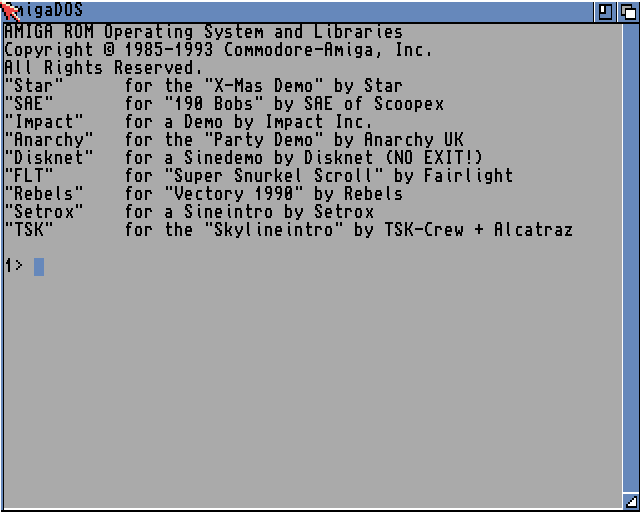 AmigaDOS
AMIGA ROM Operating System and Libraries
Copyright © 1985-1993 Commodore-Amiga, Inc.
All Rights Reserved.
"Star" for the "X-Mas Demo" by Star
"SAE" for "190 Bobs" by SAE of Scoopex
"Impact" for a Demo by Impact Inc.
"Anarchy" for the "Party Demo" by Anarchy UK
"Disknet" for a Sinedemo by Disknet (NO EXIT!)
"FLT" for "Super Snurkel Scroll" by Fairlight
"Rebels" for "Vectory 1990" by Rebels
"Setrox" for a Sineintro by Setrox
"TSK" for the "Skylineintro" by TSK-Crew + Alcatraz
1>